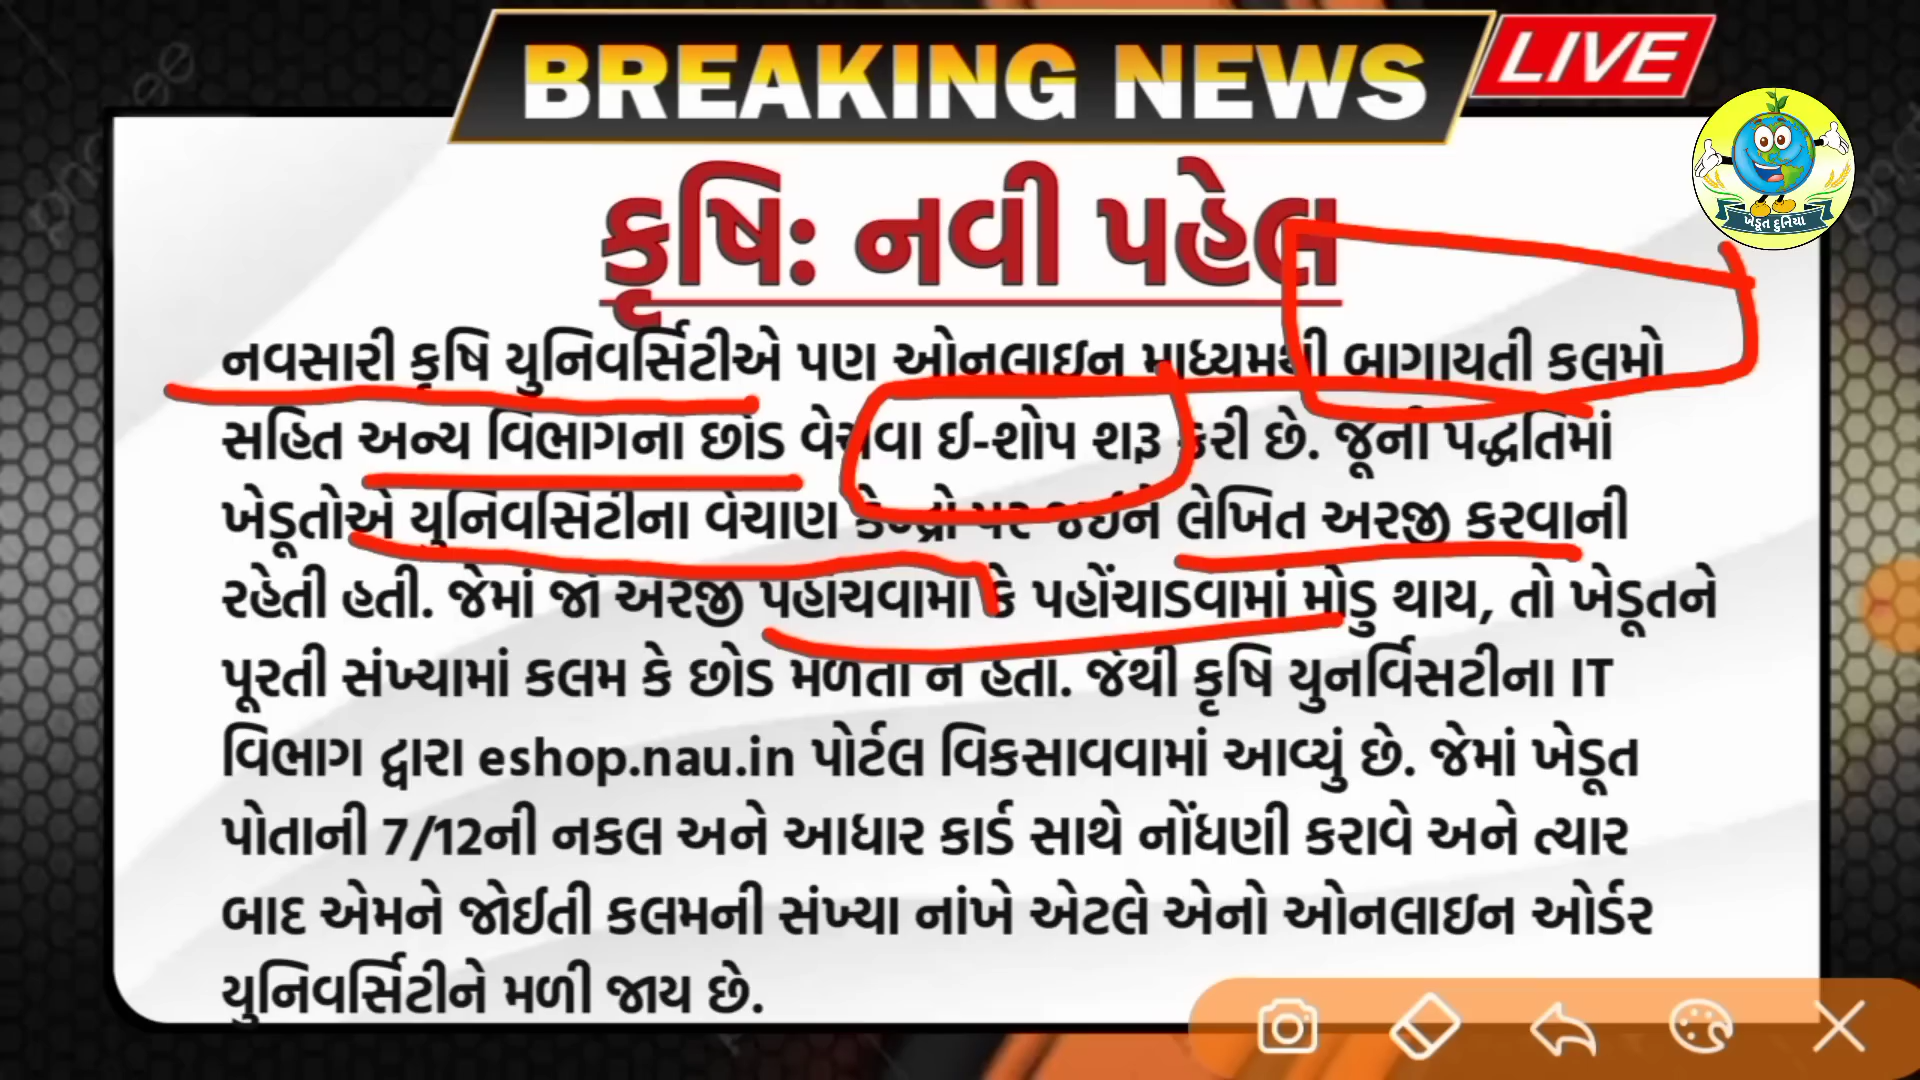 BREAKING NEWS
LIVE
ખેડૂત દુનિયા
કૃષિ: નવી પહેલ
નવસારી કૃષિ યુનિવર્સિટીએ પણ ઓનલાઇન માધ્યમથી બાગાયતી કલમો
સહિત અન્ય વિભાગના છોડ વેચવા ઈ-શોપ શરૂ કરી છે. જૂની પદ્ધતિમાં
ખેડૂતોએ યુનિવર્સિટીના વેચાણ કેન્દ્રો પર જઈને લેખિત અરજી કરવાની
રહેતી હતી. જેમાં જો અરજી પહોંચવામાં કે પહોંચાડવામાં મોડુ થાય, તો ખેડૂતને
પૂરતી સંખ્યામાં કલમ કે છોડ મળતા ન હતા. જેથી કૃષિ યુનર્વિસટીના IT
વિભાગ દ્વારા eshop.nau.in પોર્ટલ વિકસાવવામાં આવ્યું છે. જેમાં ખેડૂત
પોતાની 7/12ની નકલ અને આધાર કાર્ડ સાથે નોંધણી કરાવે અને ત્યાર
બાદ એમને જોઈતી કલમની સંખ્યા નાંખે એટલે એનો ઓનલાઇન ઓર્ડર
યુનિવર્સિટીને મળી જાય છે.